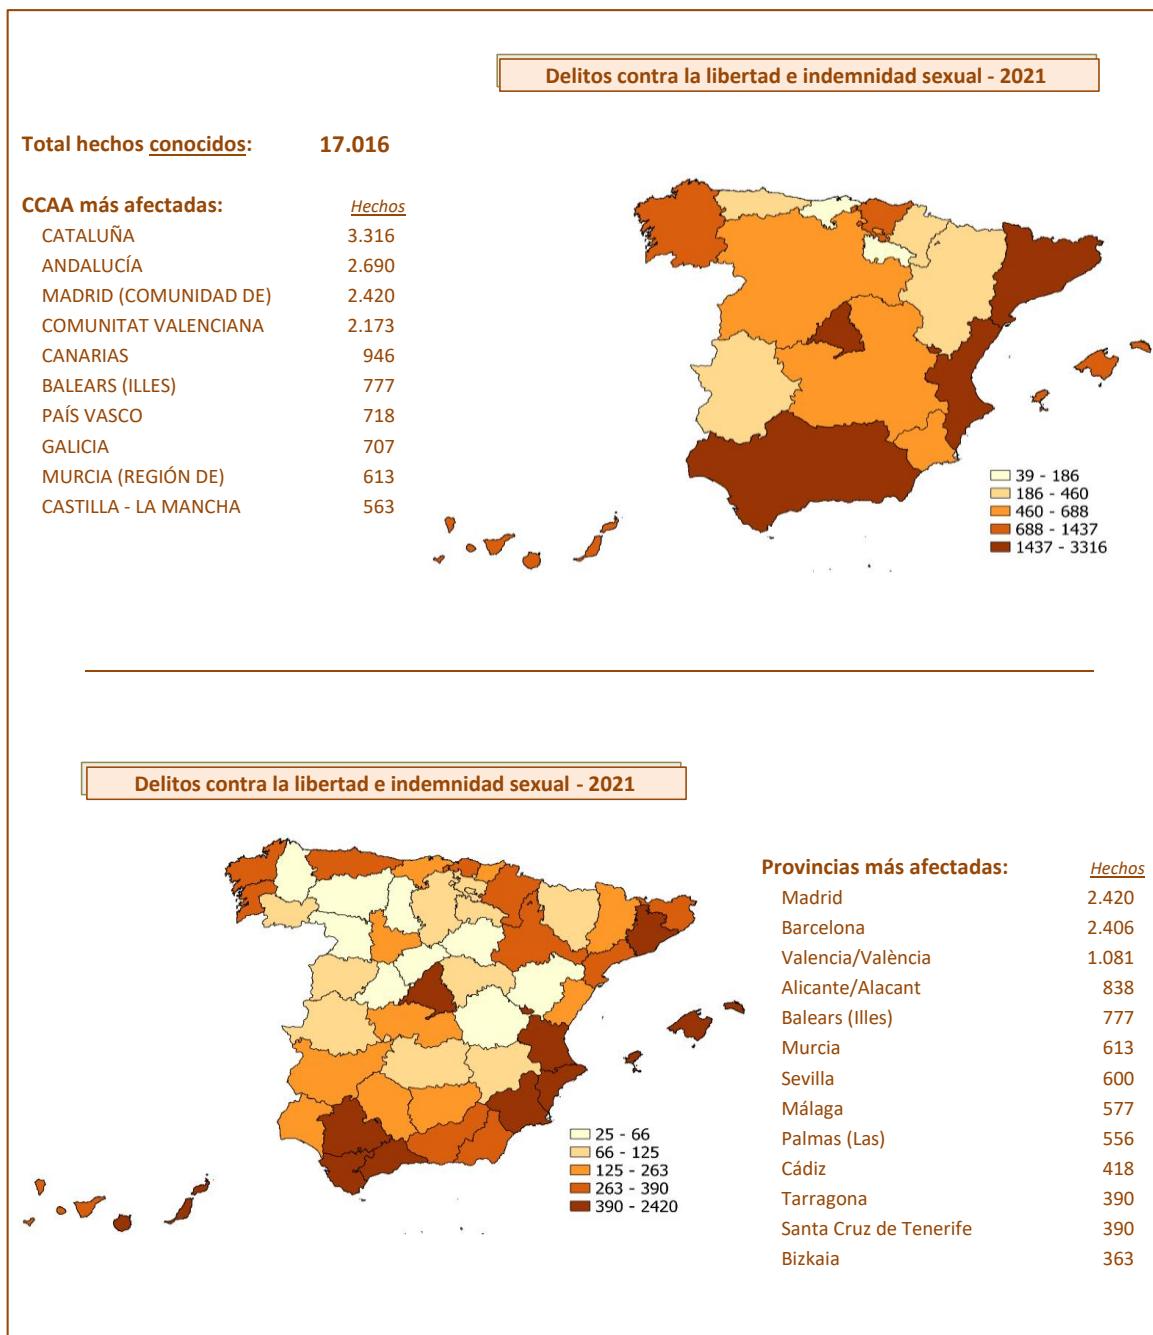 Delitos contra la libertad e indemnidad sexual - 2021
Total hechos conocidos: 17.016
CCAA más afectadas: Hechos
CATALUÑA 3.316
ANDALUCÍA 2.690
MADRID (COMUNIDAD DE) 2.420
COMUNITAT VALENCIANA 2.173
CANARIAS 946
BALEARS (ILLES) 777
PAÍS VASCO 718
GALICIA 707
MURCIA (REGIÓN DE) 613
CASTILLA - LA MANCHA 563
39 - 186
186 - 460
460 - 688
688 - 1437
1437 - 3316
Delitos contra la libertad e indemnidad sexual - 2021
Provincias más afectadas: Hechos
Madrid 2.420
Barcelona 2.406
Valencia/València 1.081
Alicante/Alacant 838
Balears (Illes) 777
Murcia 613
Sevilla 600
Málaga 577
Palmas (Las) 556
Cádiz 418
Tarragona 390
Santa Cruz de Tenerife 390
Bizkaia 363
25 - 66
66 - 125
125 - 263
263 - 390
390 - 2420